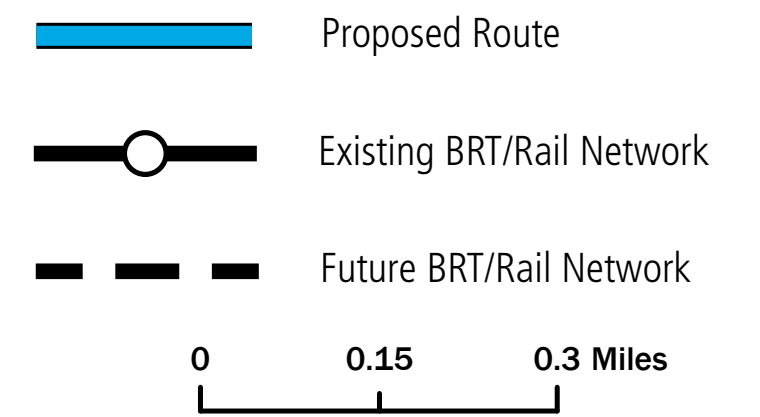 Proposed Route
Existing BRT/Rail Network
Future BRT/Rail Network
0 0.15 0.3 Miles